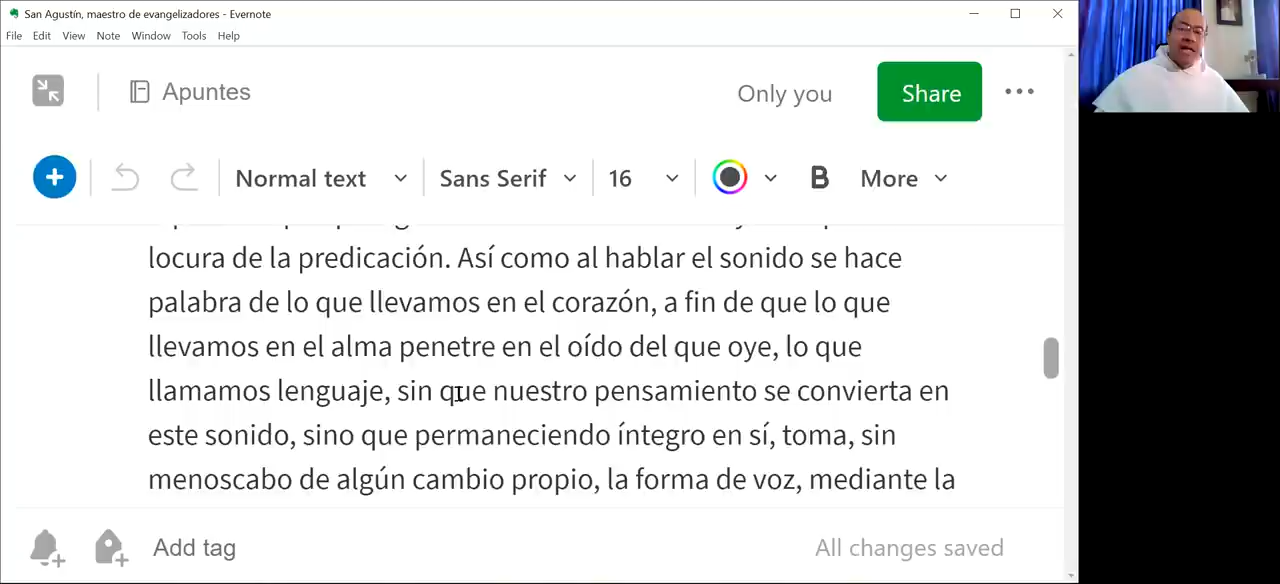 San Agustín, maestro de evangelizadores - Evernote
File Edit View Note Window Tools Help
Apuntes
Only you
Share
Normal text
Sans Serif
16
B
More
locura de la predicación. Así como al hablar el sonido se hace
palabra de lo que llevamos en el corazón, a fin de que lo que
llevamos en el alma penetre en el oído del que oye, lo que
llamamos lenguaje, sin que nuestro pensamiento se convierta en
este sonido, sino que permaneciendo íntegro en sí, toma, sin
menoscabo de algún cambio propio, la forma de voz, mediante la
Add tag
All changes saved